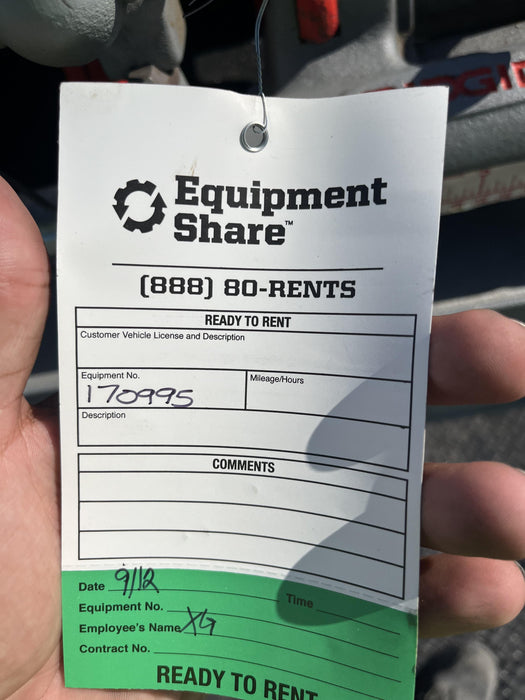 Equipment
Share™
(888) 80-RENTS
READY TO RENT
Customer Vehicle License and Description
Equipment No.
170995
Mileage/Hours
Description
COMMENTS
Date 9/12
Time
Equipment No.
Employee's Name XG
Contract No.
READY TO RENT